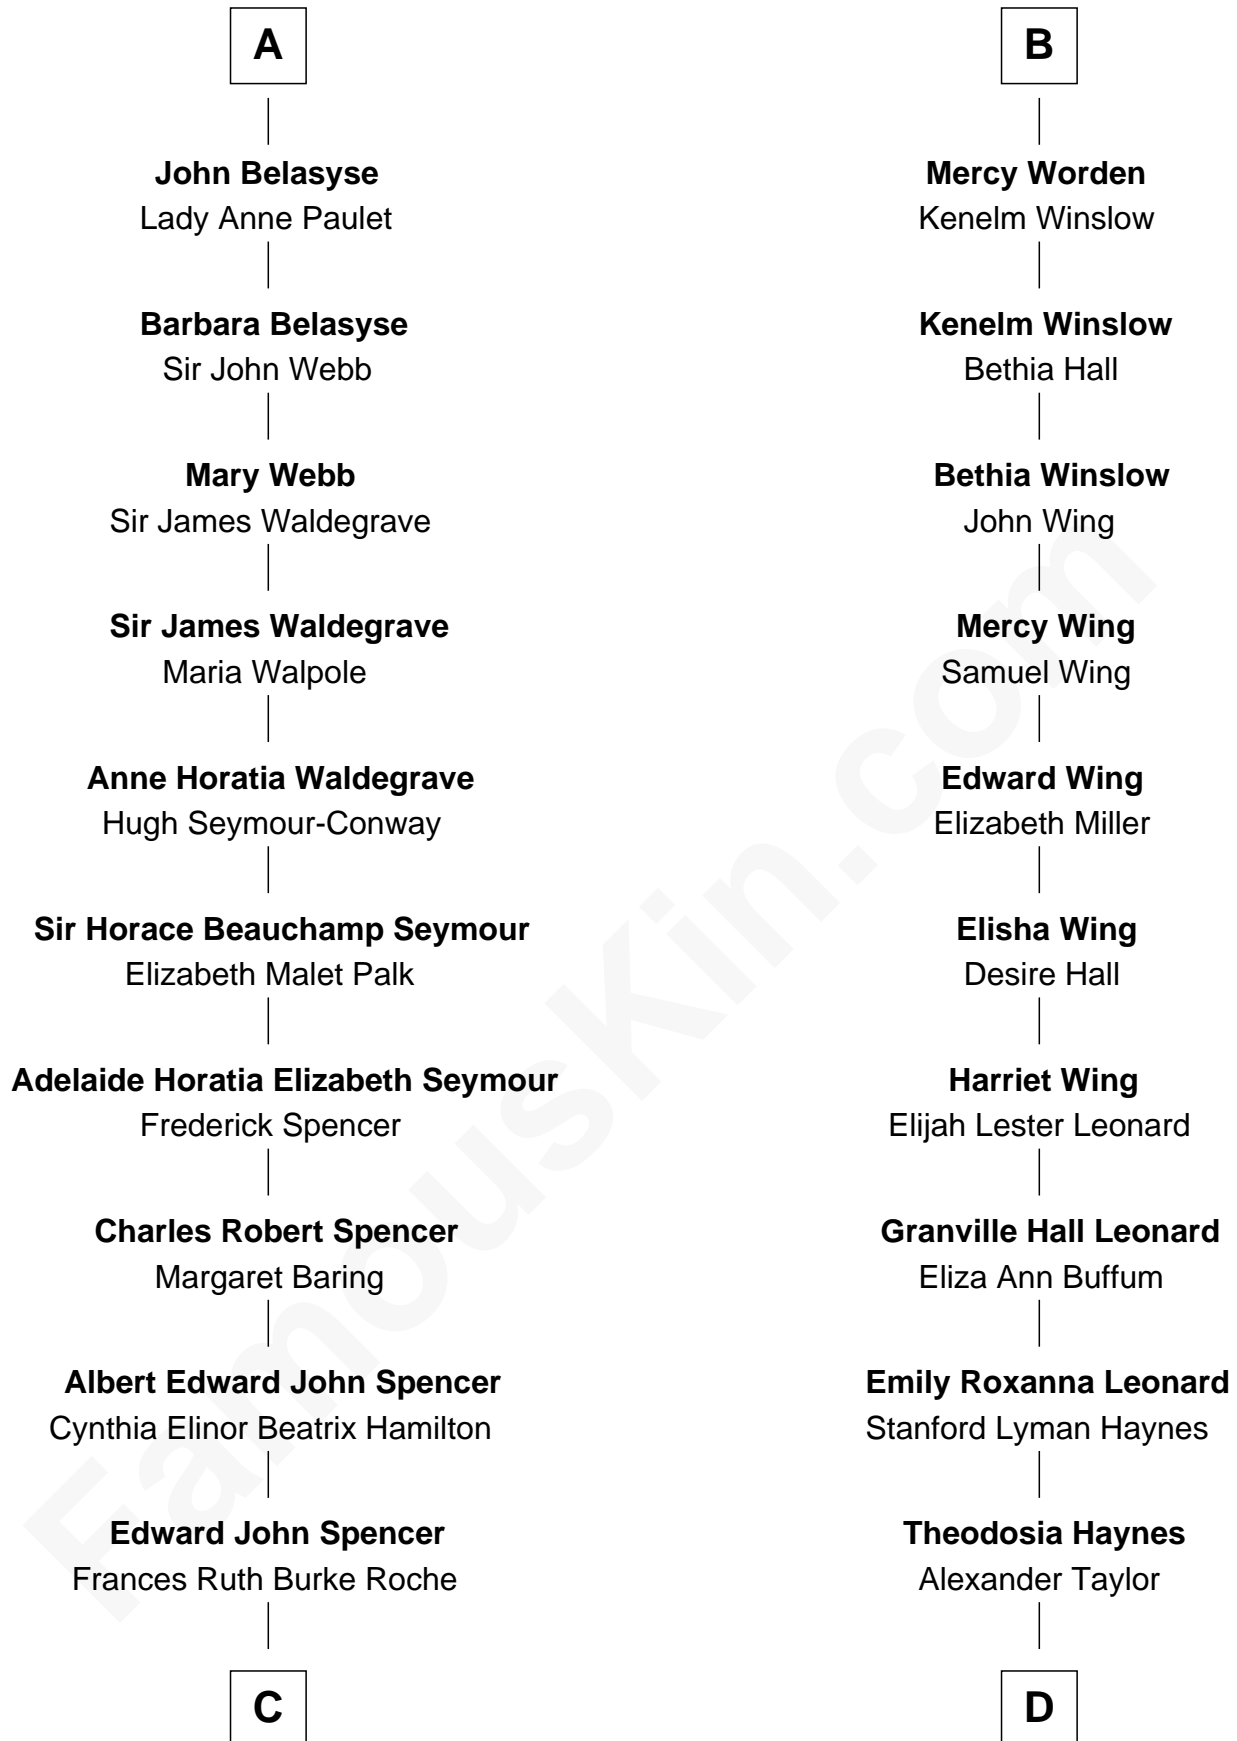 A
John Belasyse
Lady Anne Paulet
Barbara Belasyse
Sir John Webb
Mary Webb
Sir James Waldegrave
Sir James Waldegrave
Maria Walpole
Anne Horatia Waldegrave
Hugh Seymour-Conway
Sir Horace Beauchamp Seymour
Elizabeth Malet Palk
Adelaide Horatia Elizabeth Seymour
Frederick Spencer
Charles Robert Spencer
Margaret Baring
Albert Edward John Spencer
Cynthia Elinor Beatrix Hamilton
Edward John Spencer
Frances Ruth Burke Roche
C
B
Mercy Worden
Kenelm Winslow
Kenelm Winslow
Bethia Hall
Bethia Winslow
John Wing
Mercy Wing
Samuel Wing
Edward Wing
Elizabeth Miller
Elisha Wing
Desire Hall
Harriet Wing
Elijah Lester Leonard
Granville Hall Leonard
Eliza Ann Buffum
Emily Roxanna Leonard
Stanford Lyman Haynes
Theodosia Haynes
Alexander Taylor
D
FamousKin.com